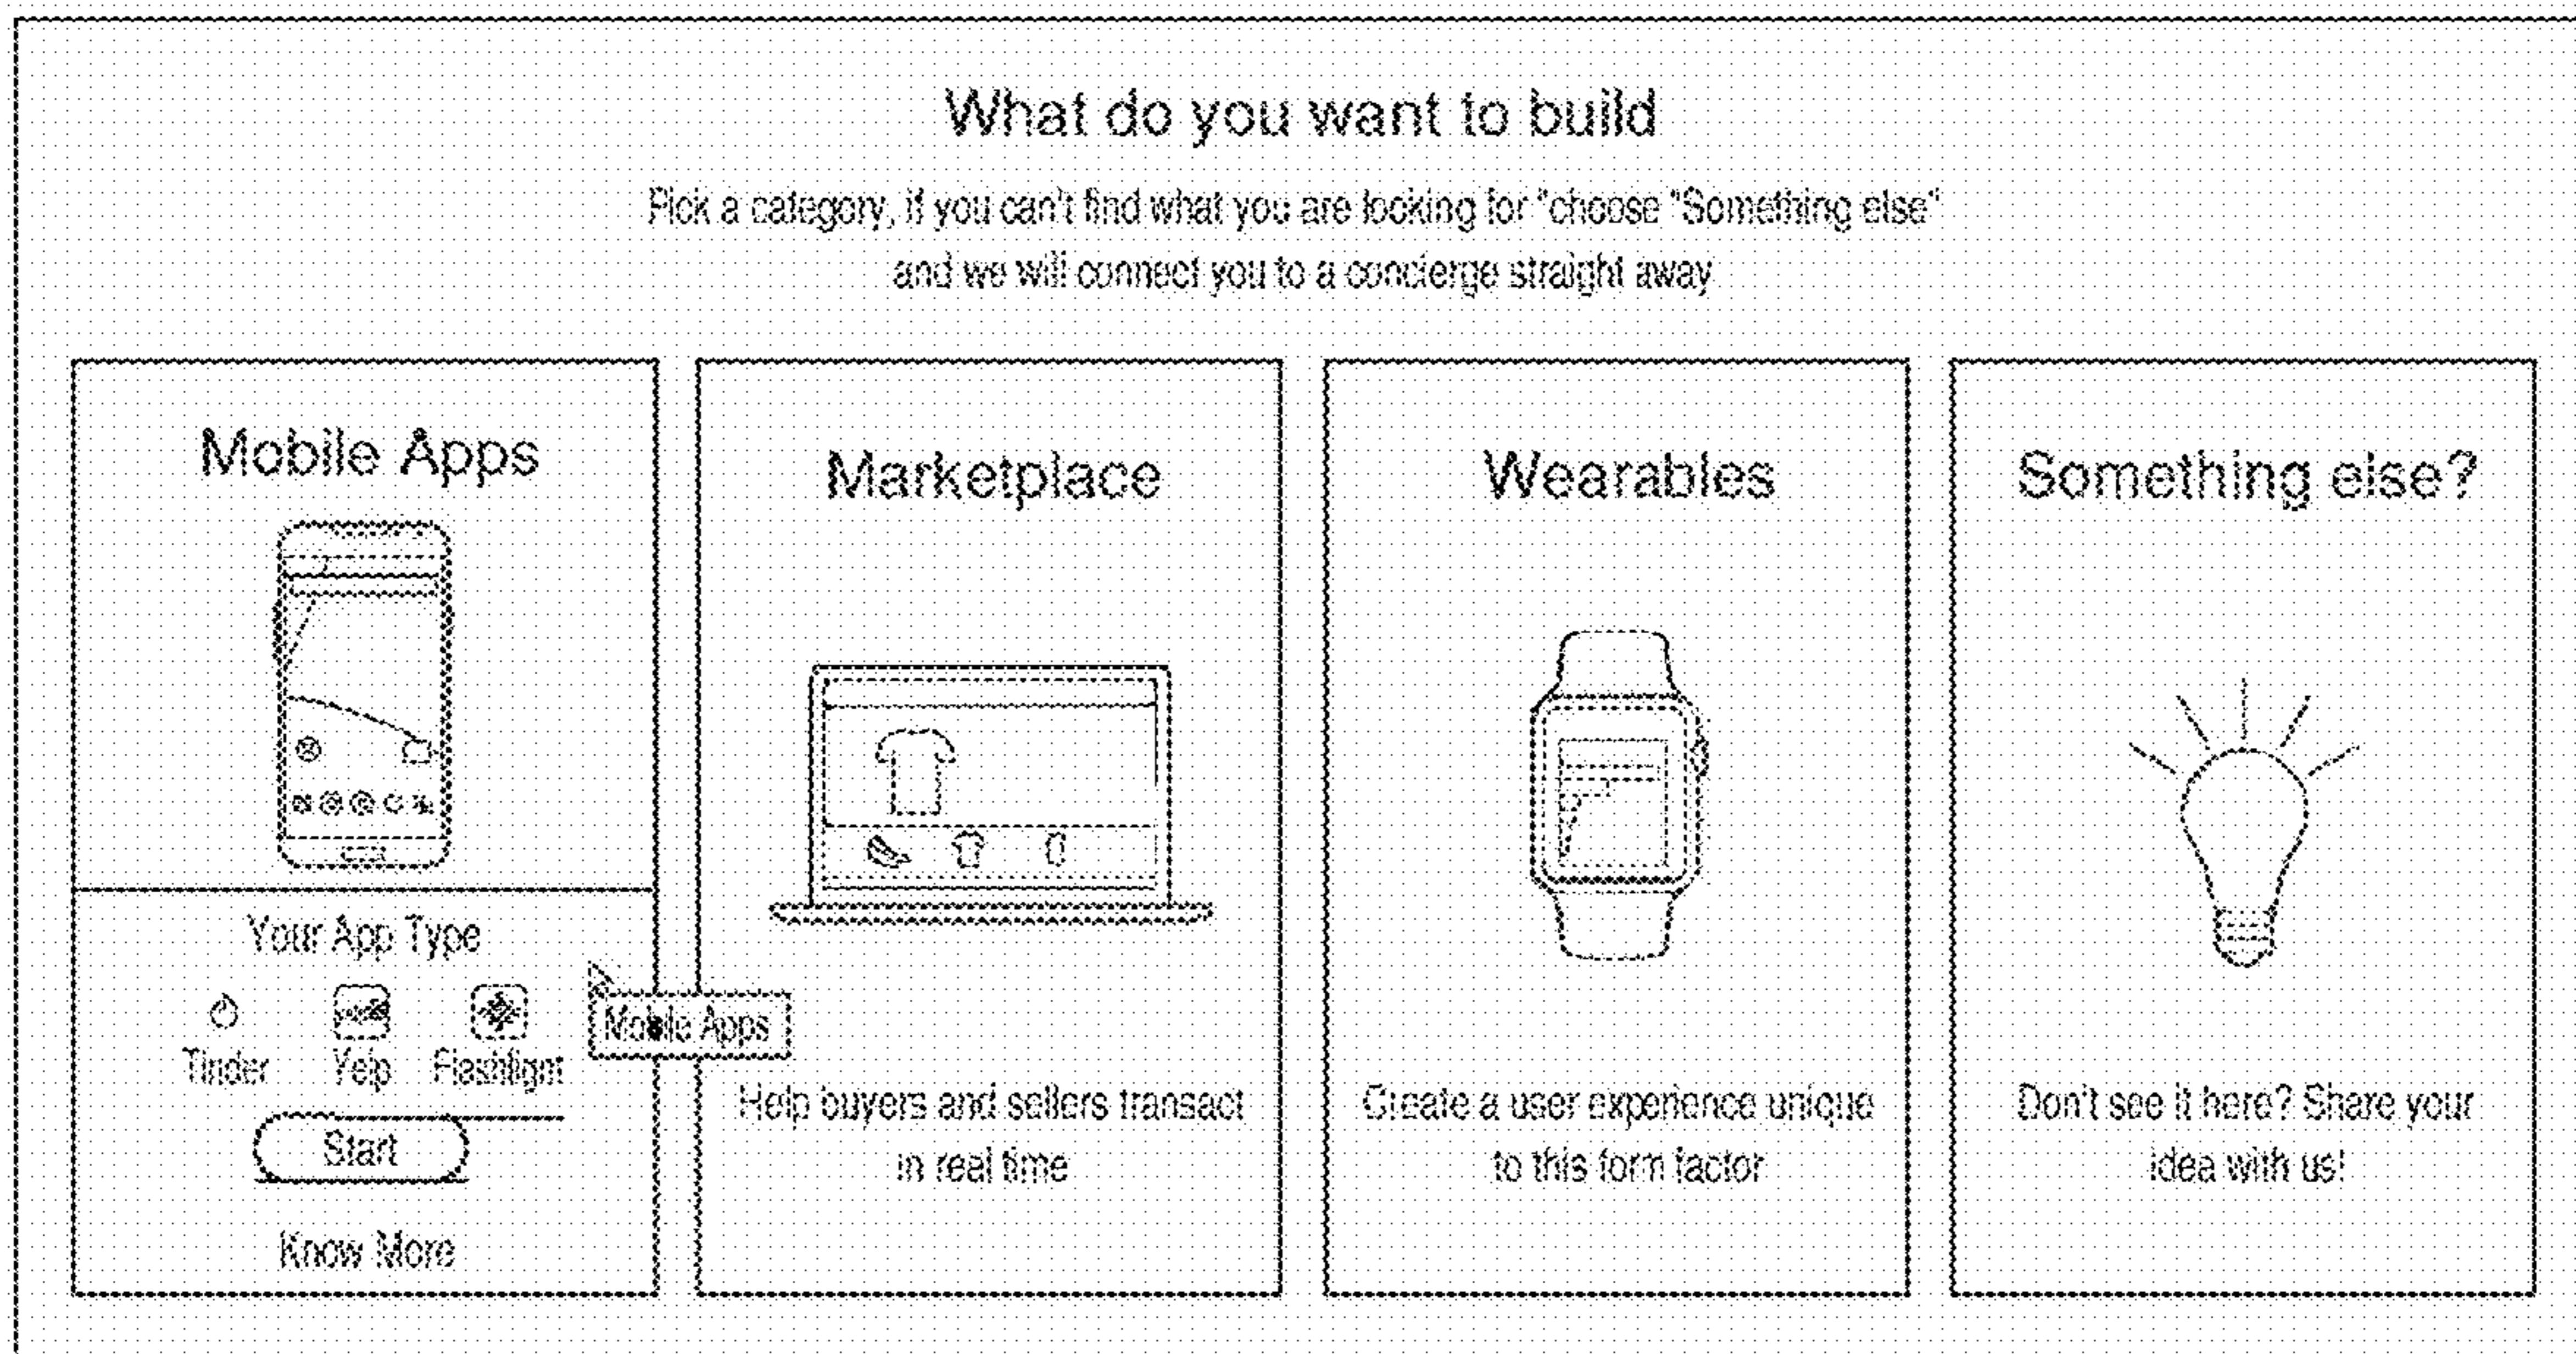 What do you want to build
Pick a category, if you can't find what you are looking for "choose "Something else"
and we will connect you to a concierge straight away
Mobile Apps
Your App Type
Tinder Yelp Flashlight
Start
Know More
Mobile Apps
Marketplace
Help buyers and sellers transact
in real time
Wearables
Create a user experience unique
to this form factor
Something else?
Don't see it here? Share your
idea with us!